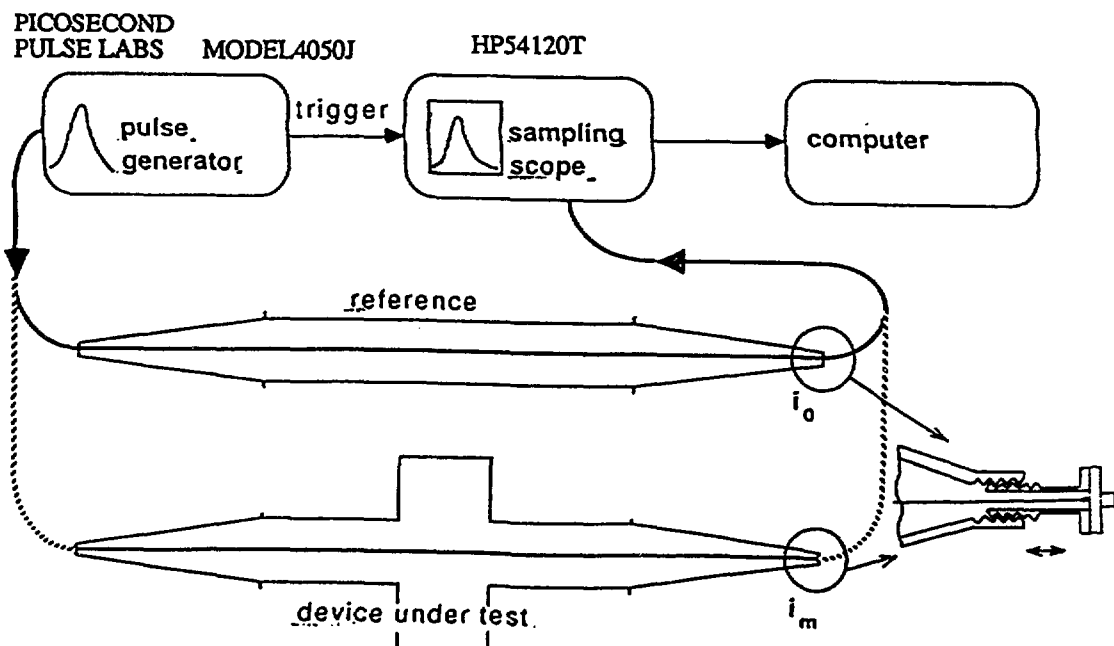 PICOSECOND
PULSE LABS MODEL4050J HP54120T
trigger
pulse
generator
sampling
scope
computer
reference
i₀
device under test
iₘ